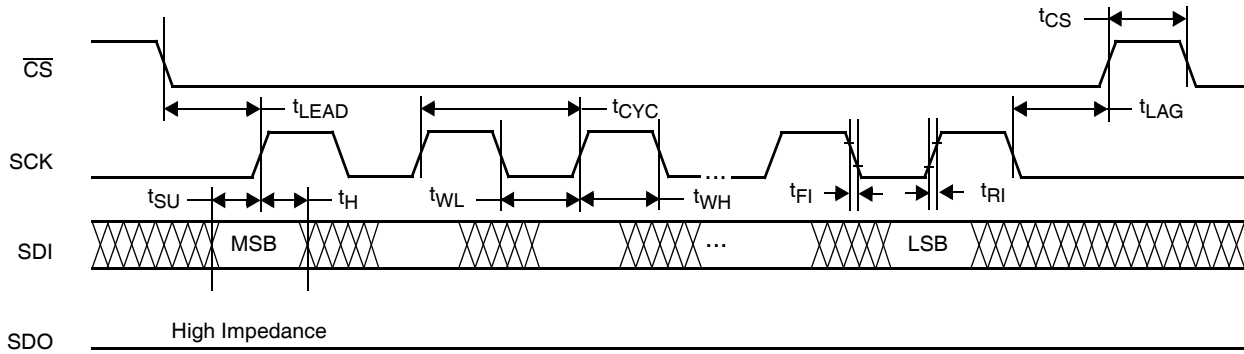 tCS
CS
tLEAD
tCYC
tLAG
SCK
...
tSU
tH
tWL
tWH
tFI
tRI
SDI
MSB
...
LSB
High Impedance
SDO